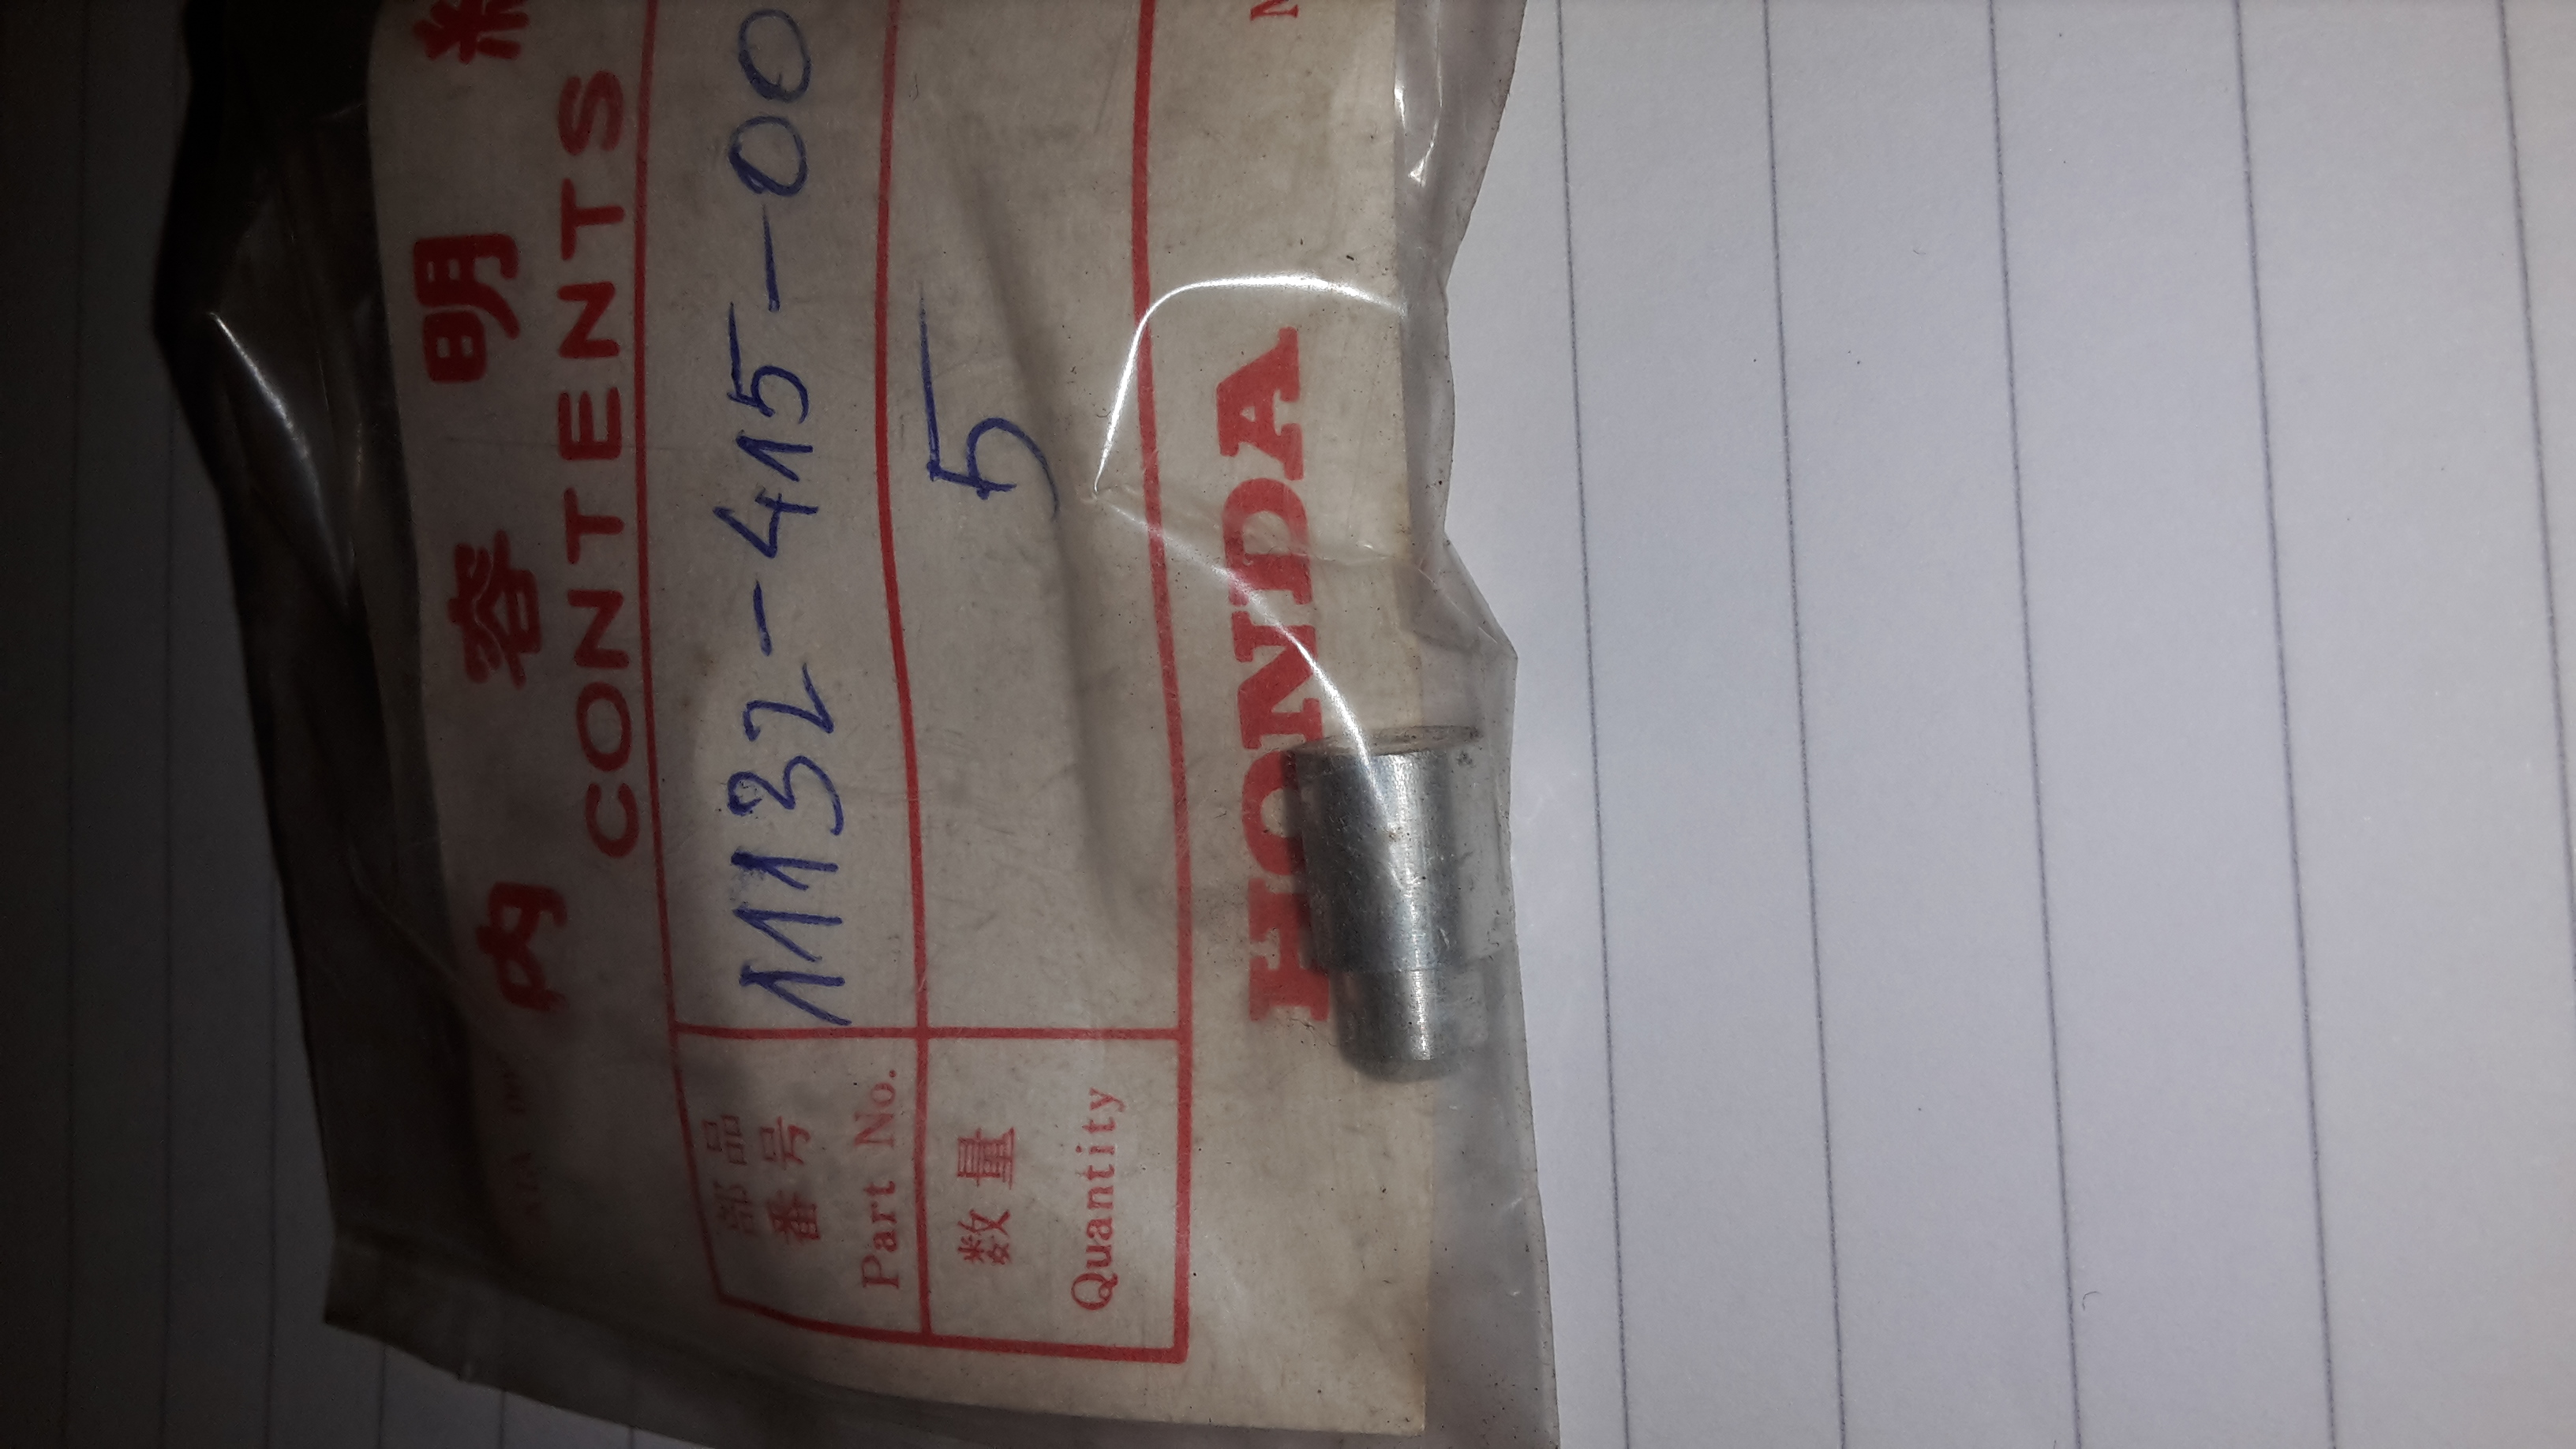 内容明細
CONTENTS
部品番号
Part No.
11132-415-00
数量
Quantity
5
HONDA